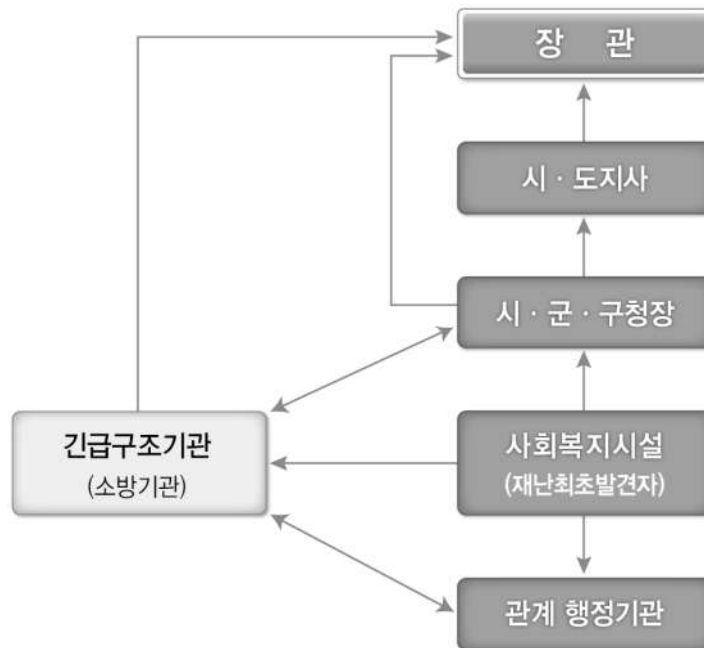 장 관
시 · 도지사
시 · 군 · 구청장
긴급구조기관
(소방기관)
사회복지시설
(재난최초발견자)
관계 행정기관